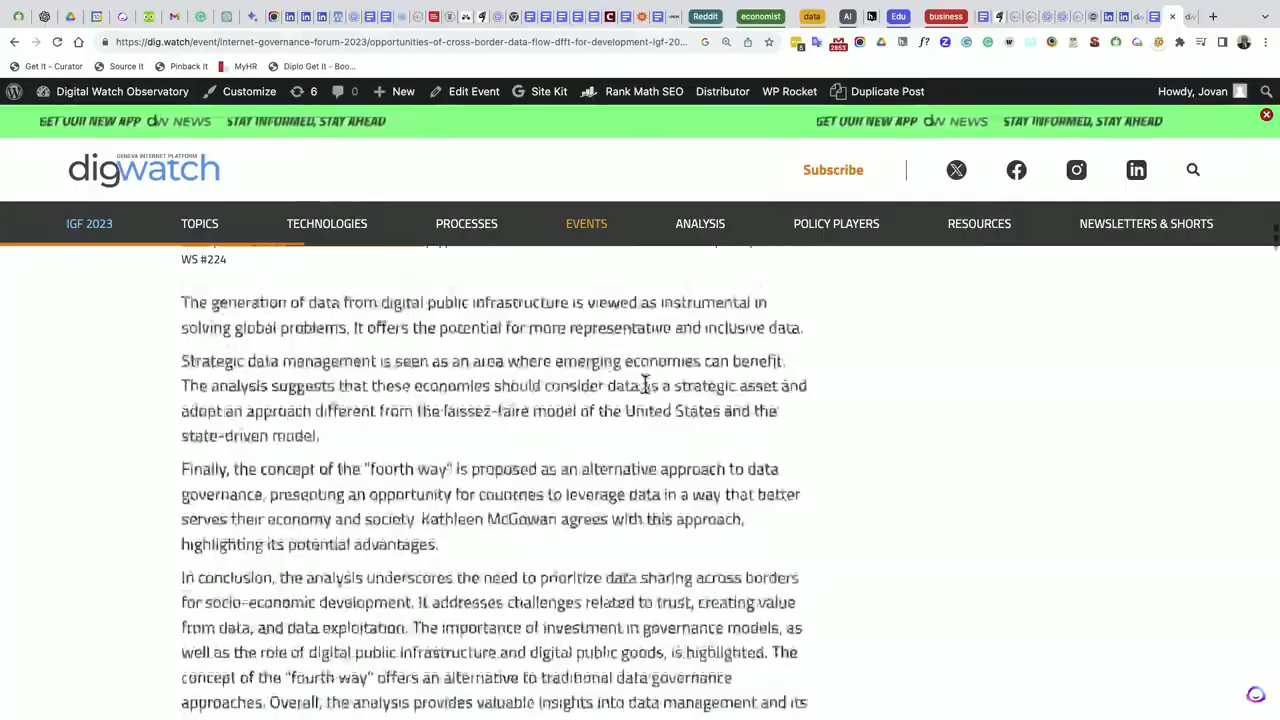 Reddit
economist
data
AI
h.
Edu
business
https://dig.watch/event/internet-governance-forum-2023/opportunities-of-cross-border-data-flow-dfft-for-development-igf-20...
2853
Get It - Curator
Source It
Pinback It
MyHR
Diplo Get It - Boo...
Digital Watch Observatory
Customize
6
0
New
Edit Event
Site Kit
Rank Math SEO
Distributor
WP Rocket
Duplicate Post
Howdy, Jovan
GET OUR NEW APP dw NEWS STAY INFORMED, STAY AHEAD
GET OUR NEW APP dw NEWS STAY INFORMED, STAY AHEAD
GENEVA INTERNET PLATFORM
digwatch
Subscribe
IGF 2023
TOPICS
TECHNOLOGIES
PROCESSES
EVENTS
ANALYSIS
POLICY PLAYERS
RESOURCES
NEWSLETTERS & SHORTS
WS #224
The generation of data from digital public infrastructure is viewed as instrumental in
solving global problems. It offers the potential for more representative and inclusive data.
Strategic data management is seen as an area where emerging economies can benefit.
The analysis suggests that these economies should consider data as a strategic asset and
adopt an approach different from the laissez-faire model of the United States and the
state-driven model.
Finally, the concept of the "fourth way" is proposed as an alternative approach to data
governance, presenting an opportunity for countries to leverage data in a way that better
serves their economy and society. Kathleen McGowan agrees with this approach,
highlighting its potential advantages.
In conclusion, the analysis underscores the need to prioritize data sharing across borders
for socio-economic development. It addresses challenges related to trust, creating value
from data, and data exploitation. The importance of investment in governance models, as
well as the role of digital public infrastructure and digital public goods, is highlighted. The
concept of the "fourth way" offers an alternative to traditional data governance
approaches. Overall, the analysis provides valuable insights into data management and its